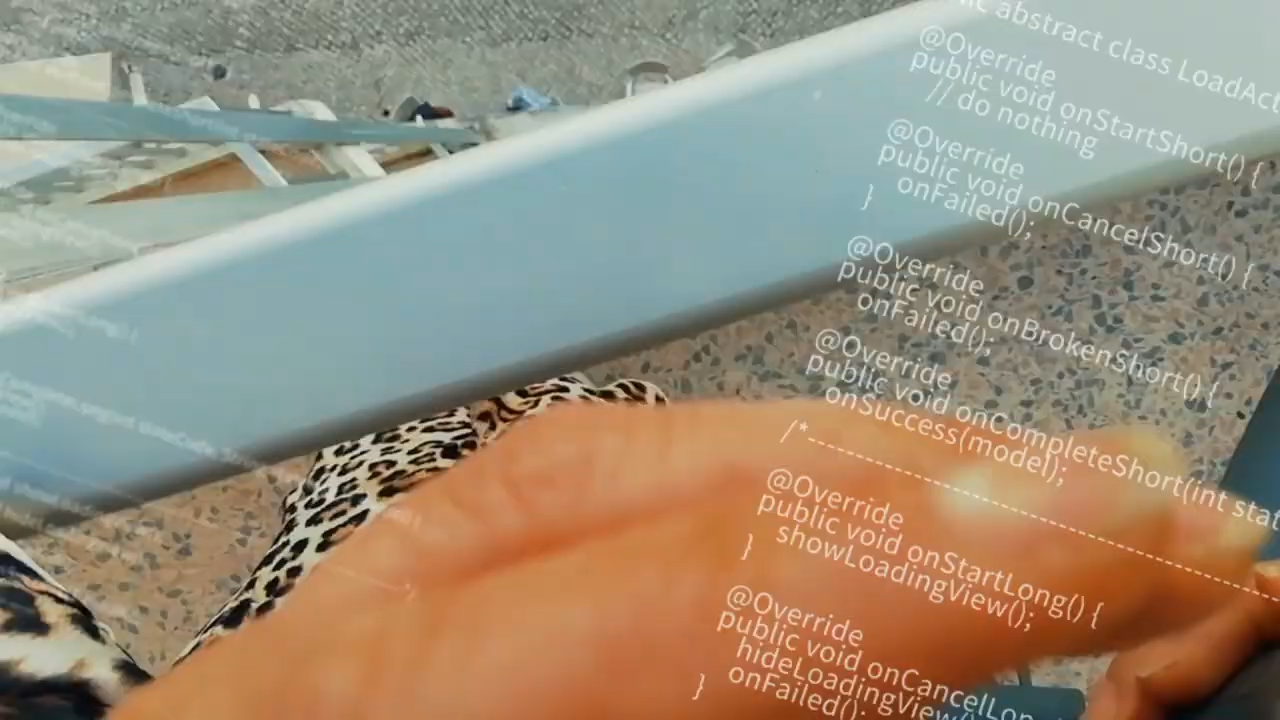 abstract class LoadAct
@Override
public void onStartShort() {
// do nothing
@Override
public void onCancelShort() {
onFailed();
}
@Override
public void onBrokenShort() {
onFailed();
@Override
public void onCompleteShort(int stat
onSuccess(model);
/*--------------------------------
@Override
public void onStartLong() {
showLoadingView();
}
@Override
public void onCancelLon
hideLoadingView()
onFailed();
}